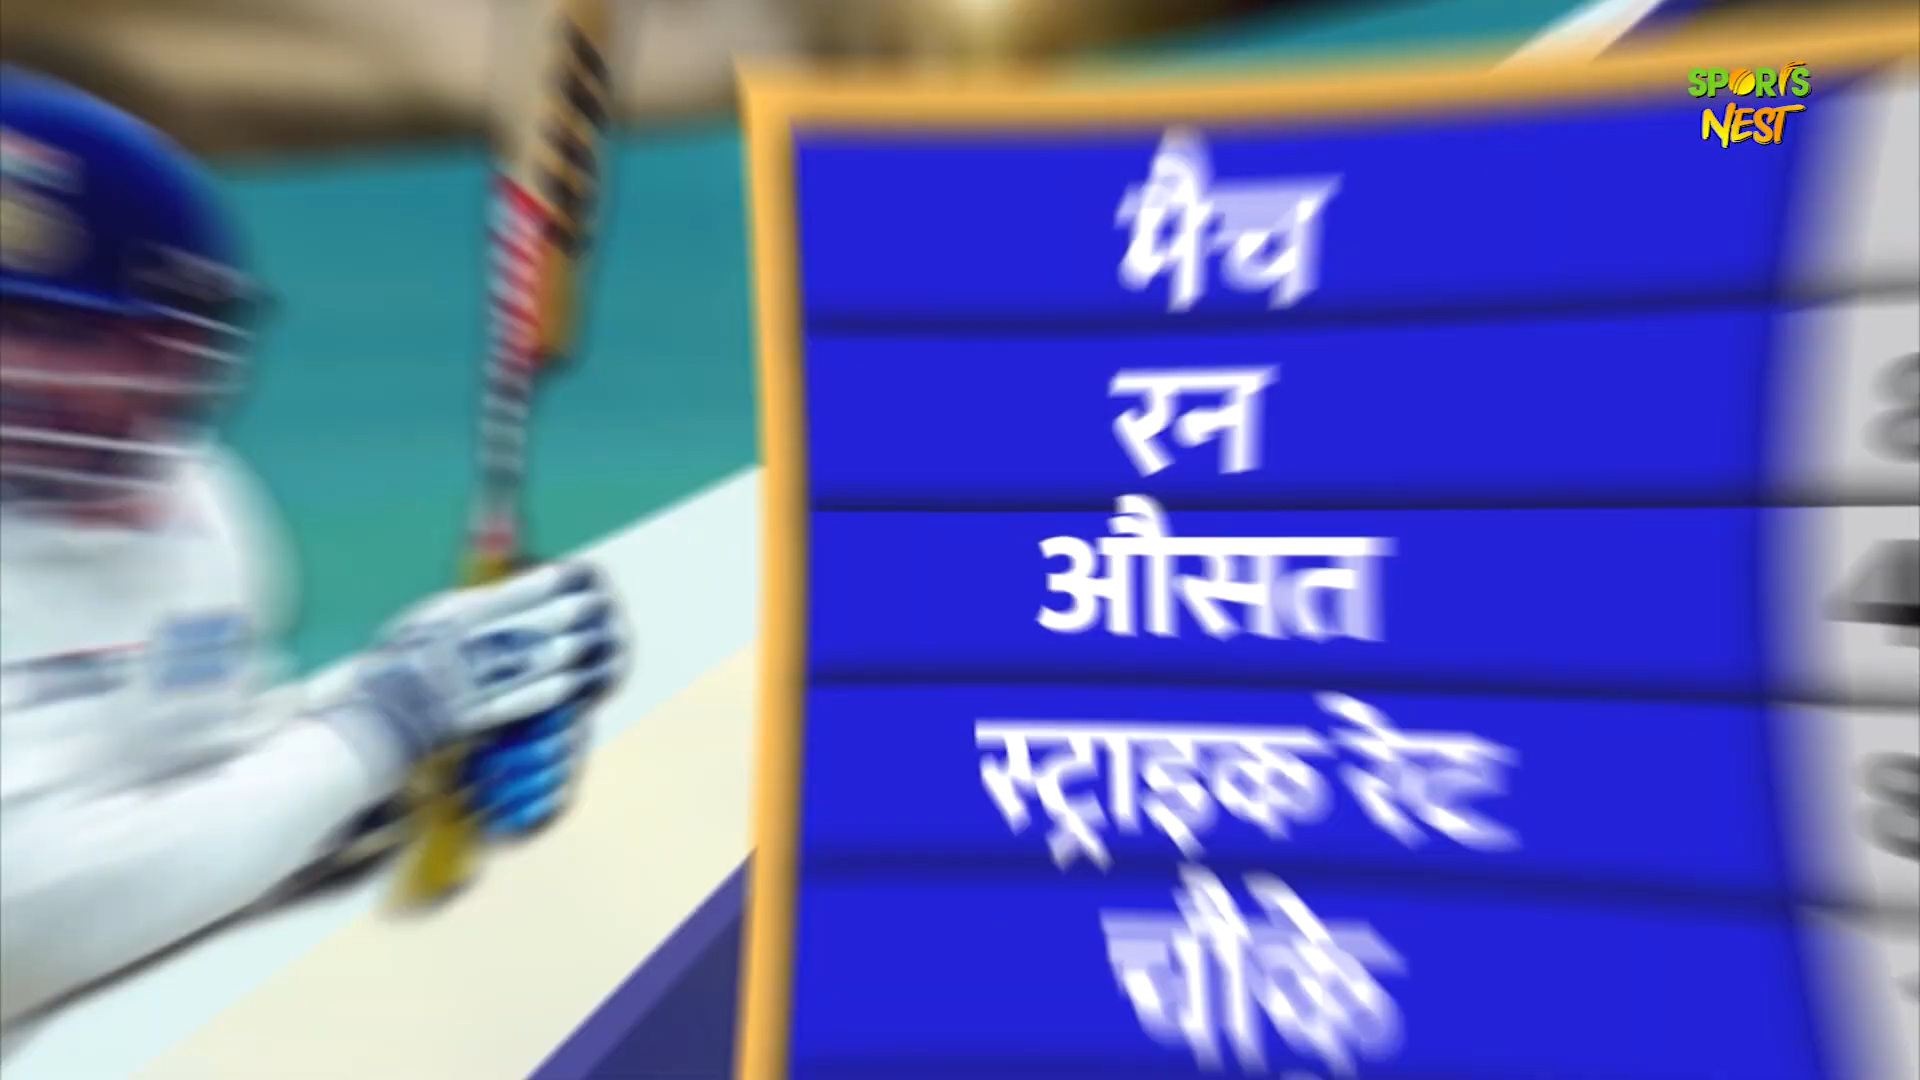 SPORTS
NEST
मैच
रन
औसत
स्ट्राइक रेट
चौके